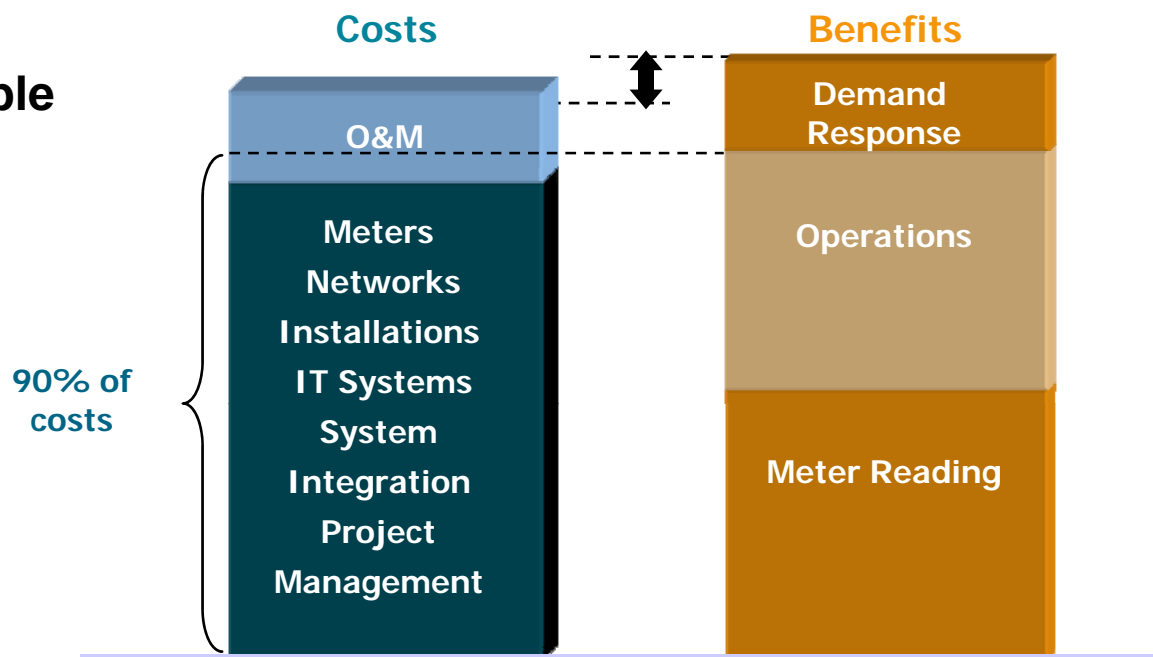 Costs
Benefits
O&M
Meters
Networks
Installations
IT Systems
System
Integration
Project
Management
90% of
costs
Demand
Response
Operations
Meter Reading